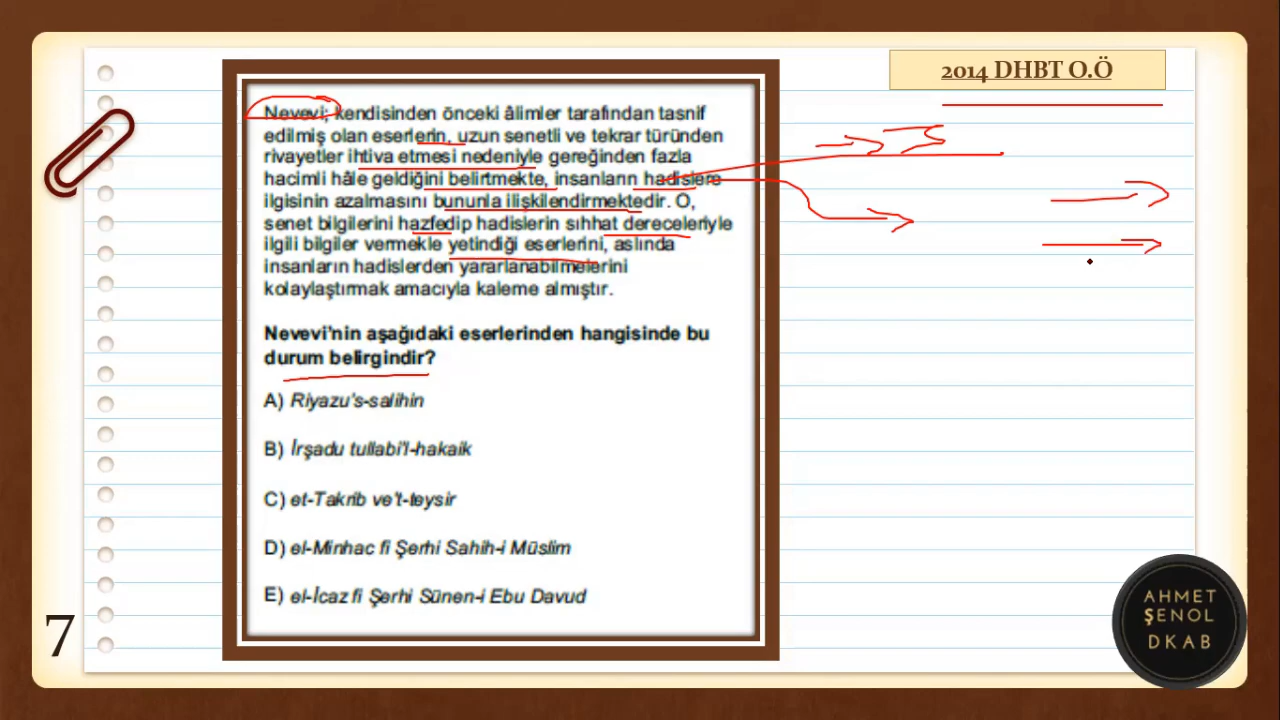 2014 DHBT O.Ö
Nevevi; kendisinden önceki âlimler tarafından tasnif
edilmiş olan eserlerin, uzun senetli ve tekrar türünden
rivayetler ihtiva etmesi nedeniyle gereğinden fazla
hacimli hâle geldiğini belirtmekte, insanların hadislere
ilgisinin azalmasını bununla ilişkilendirmektedir. O,
senet bilgilerini hazfedip hadislerin sıhhat dereceleriyle
ilgili bilgiler vermekle yetindiği eserlerini, aslında
insanların hadislerden yararlanabilmelerini
kolaylaştırmak amacıyla kaleme almıştır.
Nevevi'nin aşağıdaki eserlerinden hangisinde bu
durum belirgindir?
A) Riyazu's-salihin
B) İrşadu tullabi'l-hakaik
C) et-Takrib ve't-teysir
D) el-Minhac fi Şerhi Sahih-i Müslim
E) el-İcaz fi Şerhi Sünen-i Ebu Davud
7
AHMET
ŞENOL
DKAB